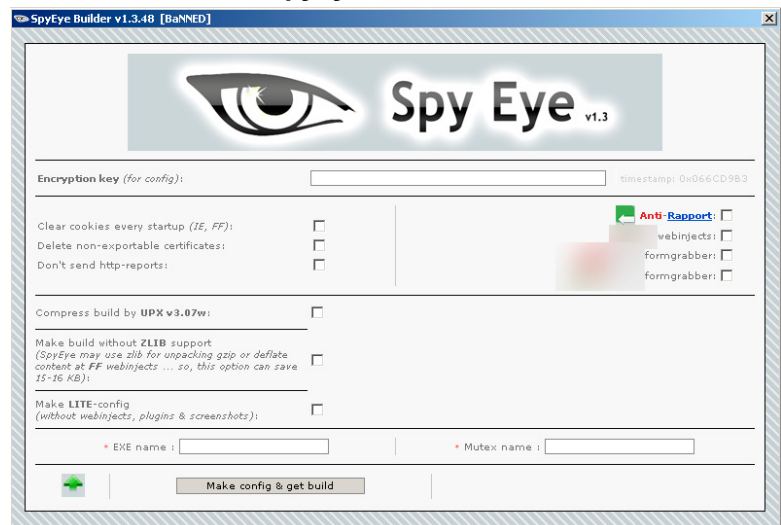 SpyEye Builder v1.3.48 [BaNNED]
Spy Eye v1.3
Encryption key (for config): timestamp: 0x066CD9B3
Clear cookies every startup (IE, FF):
Delete non-exportable certificates:
Don't send http-reports:
Anti-Rapport:
webinjects:
formgrabber:
formgrabber:
Compress build by UPX v3.07w:
Make build without ZLIB support
(SpyEye may use zlib for unpacking gzip or deflate
content at FF webinjects ... so, this option can save
15-16 KB):
Make LITE-config
(without webinjects, plugins & screenshots):
* EXE name : * Mutex name :
Make config & get build